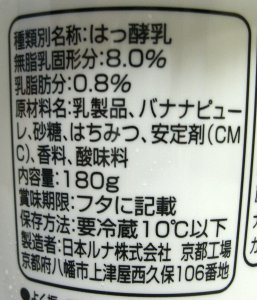 種類別名称:はっ酵乳
無脂乳固形分:8.0%
乳脂肪分:0.8%
原材料名:乳製品、バナナピュー
レ、砂糖、はちみつ、安定剤(CM
C)、香料、酸味料
内容量:180g
賞味期限:フタに記載
保存方法:要冷蔵10℃以下
製造者:日本ルナ株式会社 京都工場
京都府八幡市上津屋西久保106番地